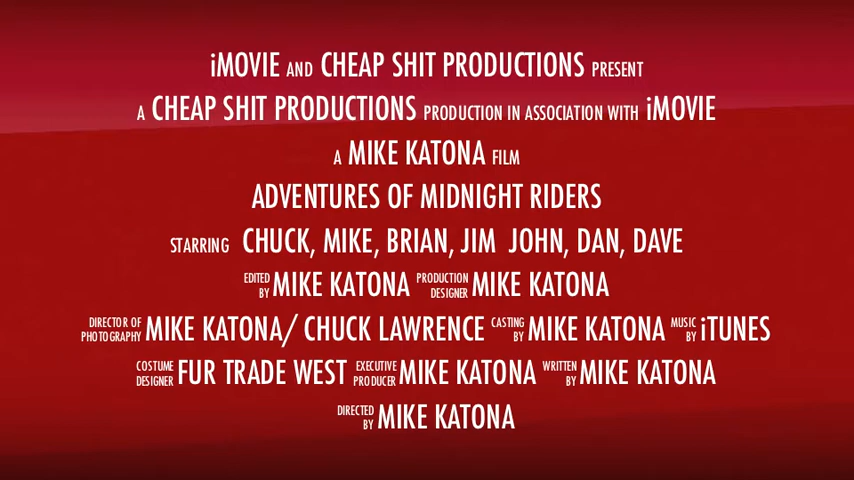 iMOVIE AND CHEAP SHIT PRODUCTIONS PRESENT
A CHEAP SHIT PRODUCTIONS PRODUCTION IN ASSOCIATION WITH iMOVIE
A MIKE KATONA FILM
ADVENTURES OF MIDNIGHT RIDERS
STARRING CHUCK, MIKE, BRIAN, JIM JOHN, DAN, DAVE
EDITED BY MIKE KATONA PRODUCTION DESIGNER MIKE KATONA
DIRECTOR OF PHOTOGRAPHY MIKE KATONA/ CHUCK LAWRENCE CASTING BY MIKE KATONA MUSIC BY iTUNES
COSTUME DESIGNER FUR TRADE WEST EXECUTIVE PRODUCER MIKE KATONA WRITTEN BY MIKE KATONA
DIRECTED BY MIKE KATONA